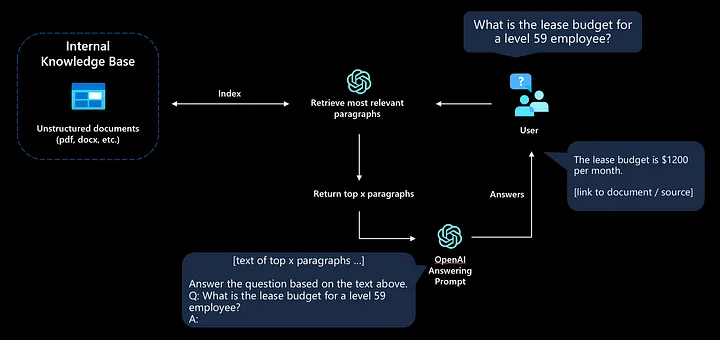 What is the lease budget for
a level 59 employee?
Internal
Knowledge Base
Unstructured documents
(pdf, docx, etc.)
Index
Retrieve most relevant
paragraphs
?
User
The lease budget is $1200
per month.
[link to document / source]
Return top x paragraphs
Answers
OpenAI
Answering
Prompt
[text of top x paragraphs ...]
Answer the question based on the text above.
Q: What is the lease budget for a level 59
employee?
A: